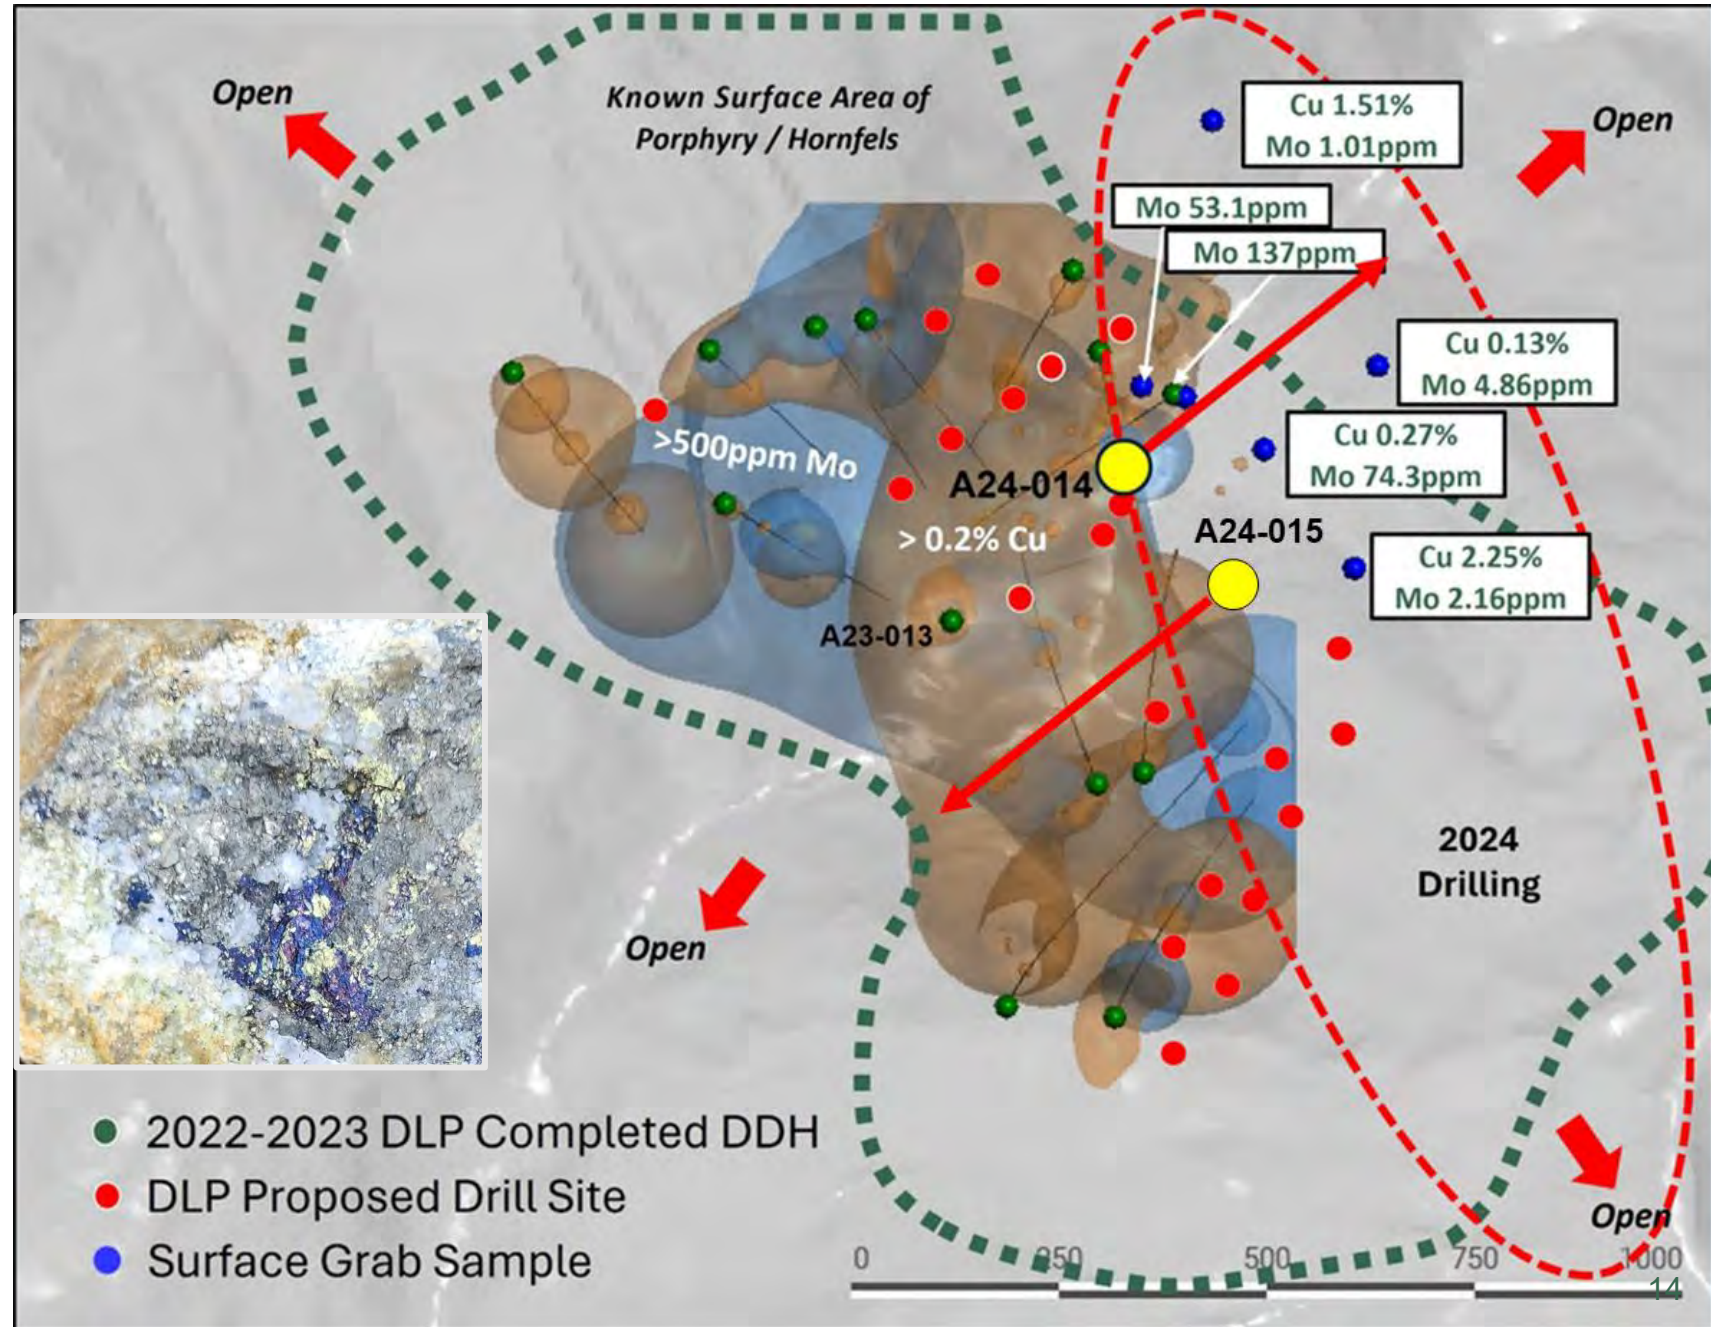 Open
Known Surface Area of
Porphyry / Hornfels
Cu 1.51%
Mo 1.01ppm
Open
Mo 53.1ppm
Mo 137ppm
Cu 0.13%
Mo 4.86ppm
>500ppm Mo
Cu 0.27%
Mo 74.3ppm
A24-014
> 0.2% Cu
A24-015
Cu 2.25%
Mo 2.16ppm
A23-013
2024
Drilling
Open
2022-2023 DLP Completed DDH
DLP Proposed Drill Site
Surface Grab Sample
Open
0 250 500 750 1000
14